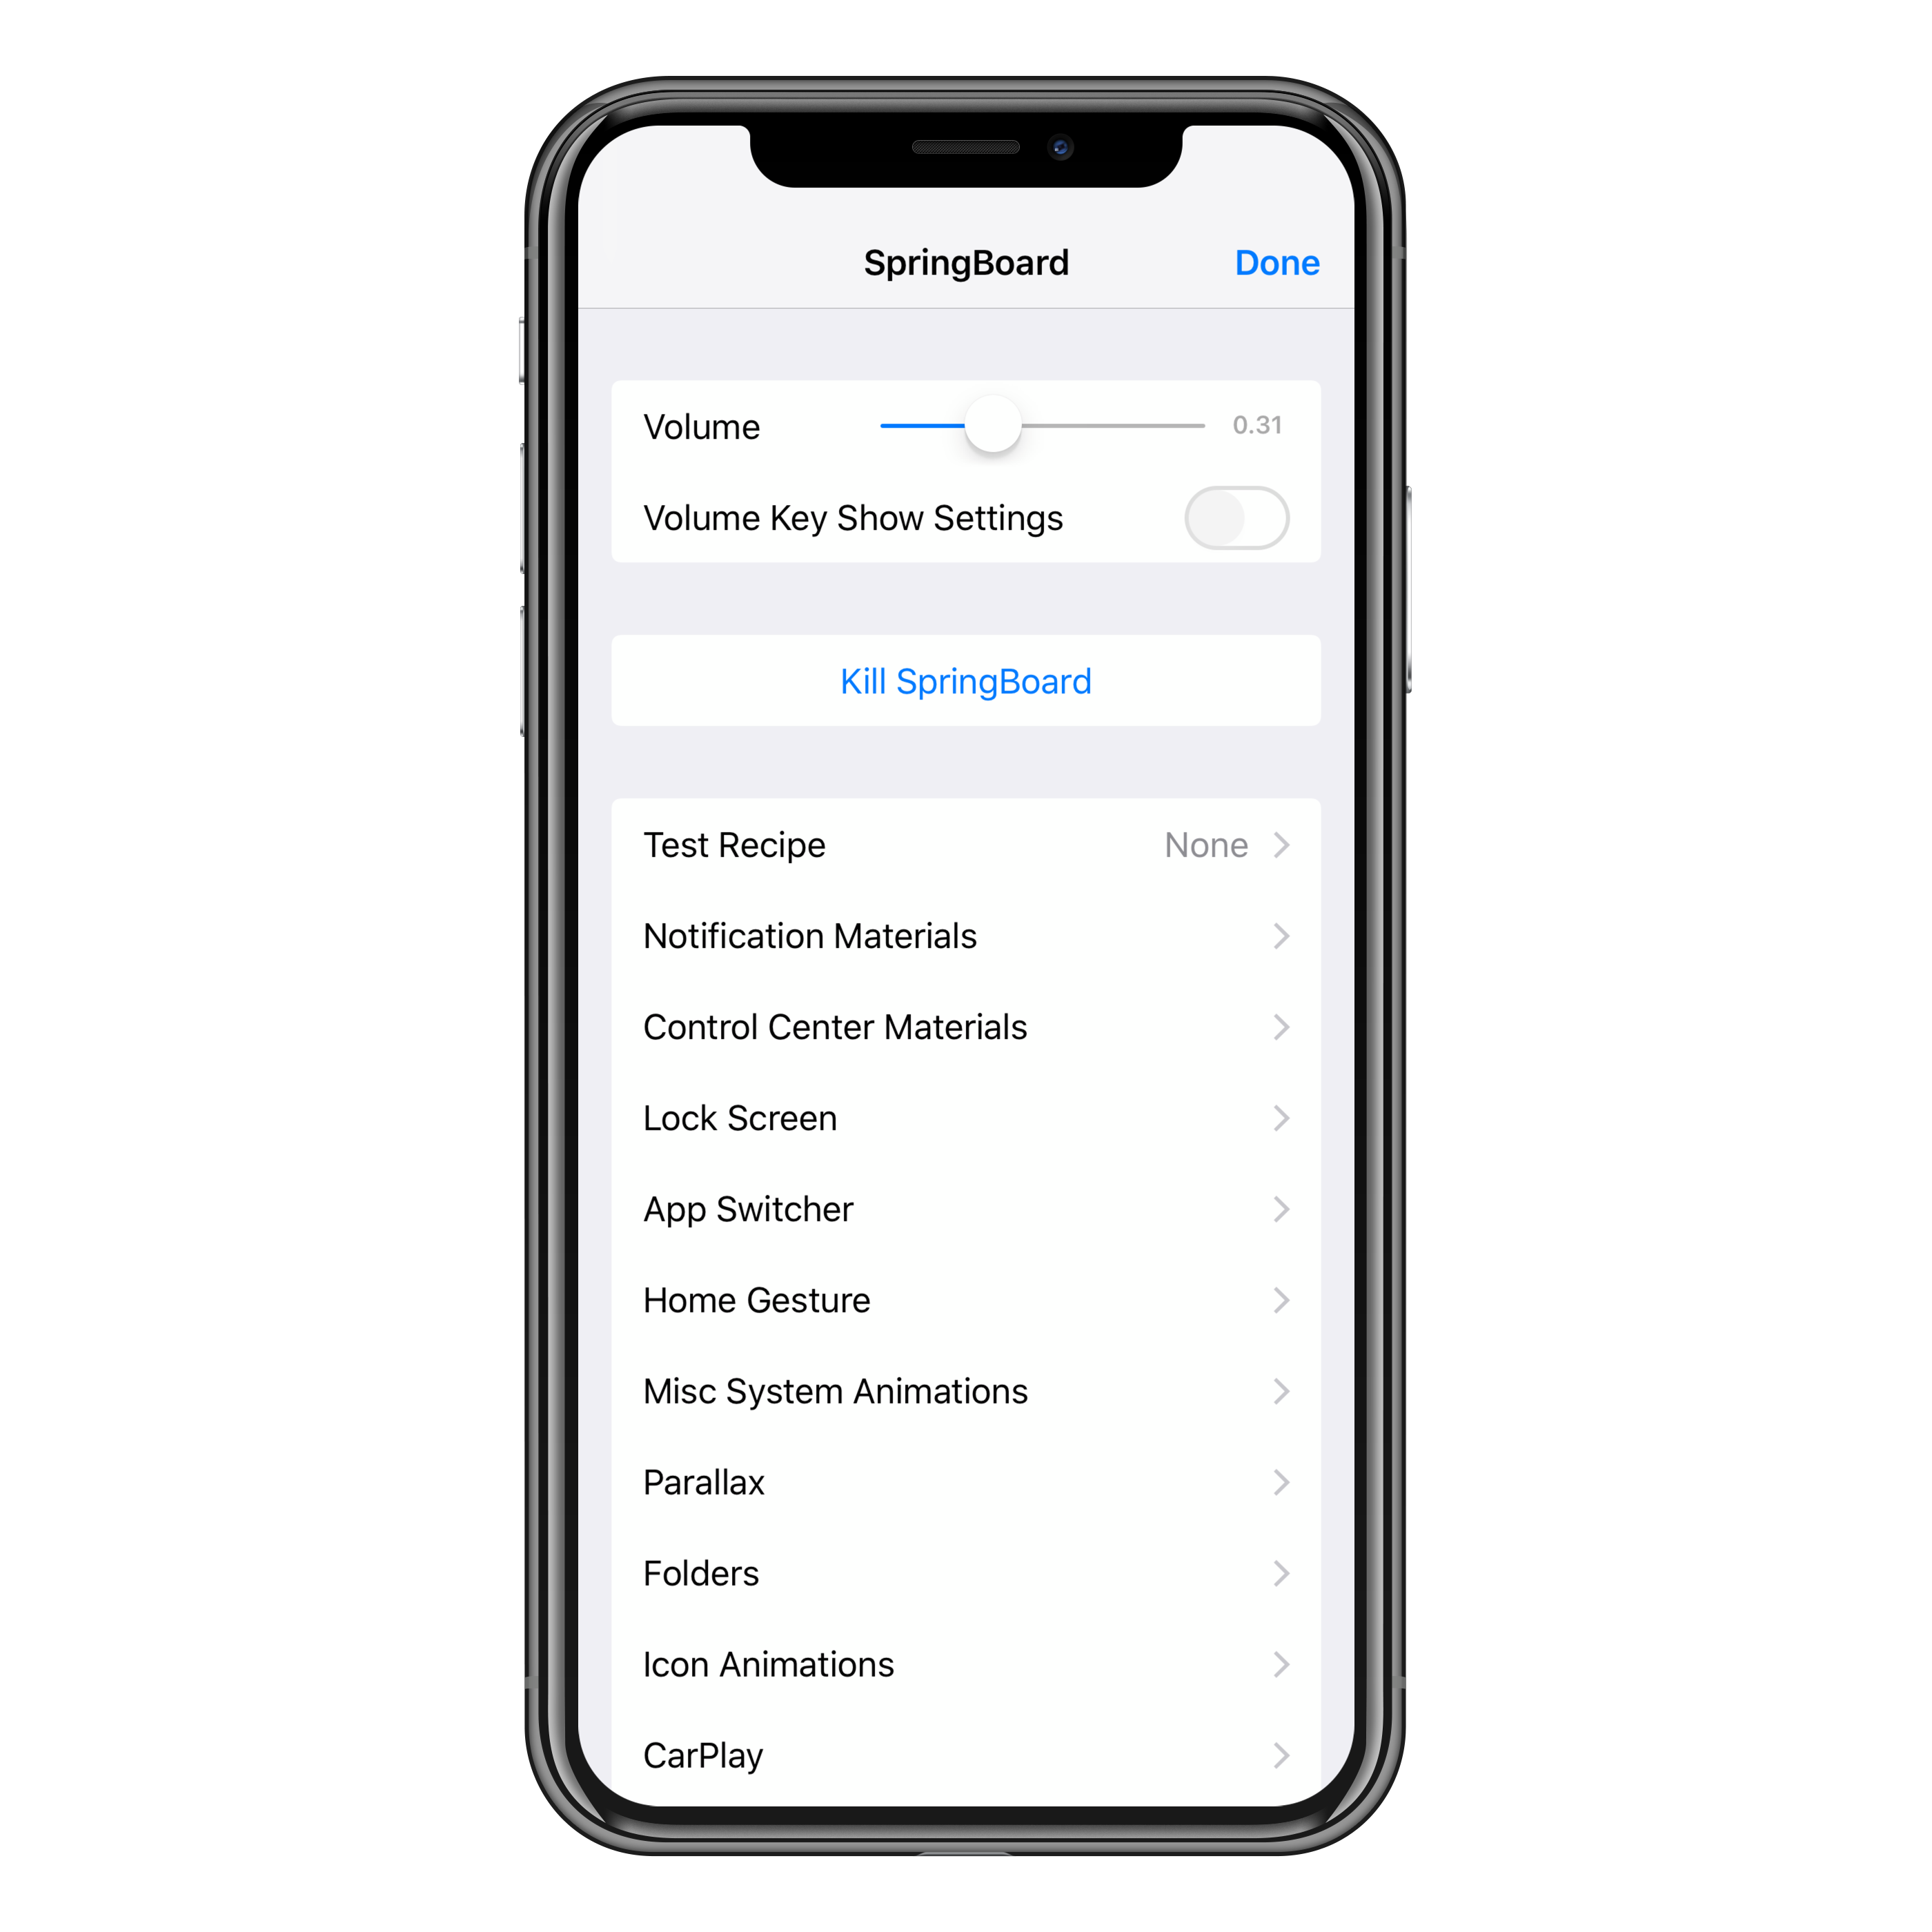 SpringBoard Done
Volume 0.31
Volume Key Show Settings
Kill SpringBoard
Test Recipe None
Notification Materials
Control Center Materials
Lock Screen
App Switcher
Home Gesture
Misc System Animations
Parallax
Folders
Icon Animations
CarPlay